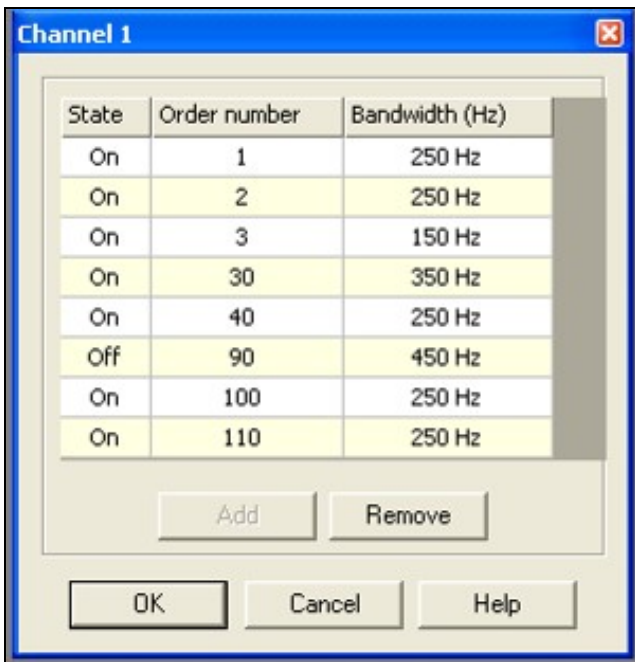 Channel 1
State Order number Bandwidth (Hz)
On 1 250 Hz
On 2 250 Hz
On 3 150 Hz
On 30 350 Hz
On 40 250 Hz
Off 90 450 Hz
On 100 250 Hz
On 110 250 Hz
Add Remove
OK Cancel Help